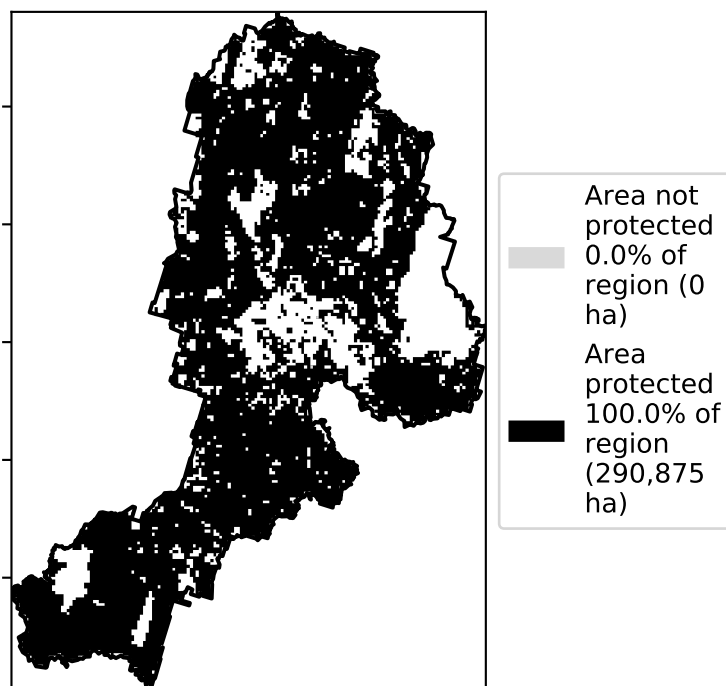 Area not
protected
0.0% of
region (0
ha)
Area
protected
100.0% of
region
(290,875
ha)